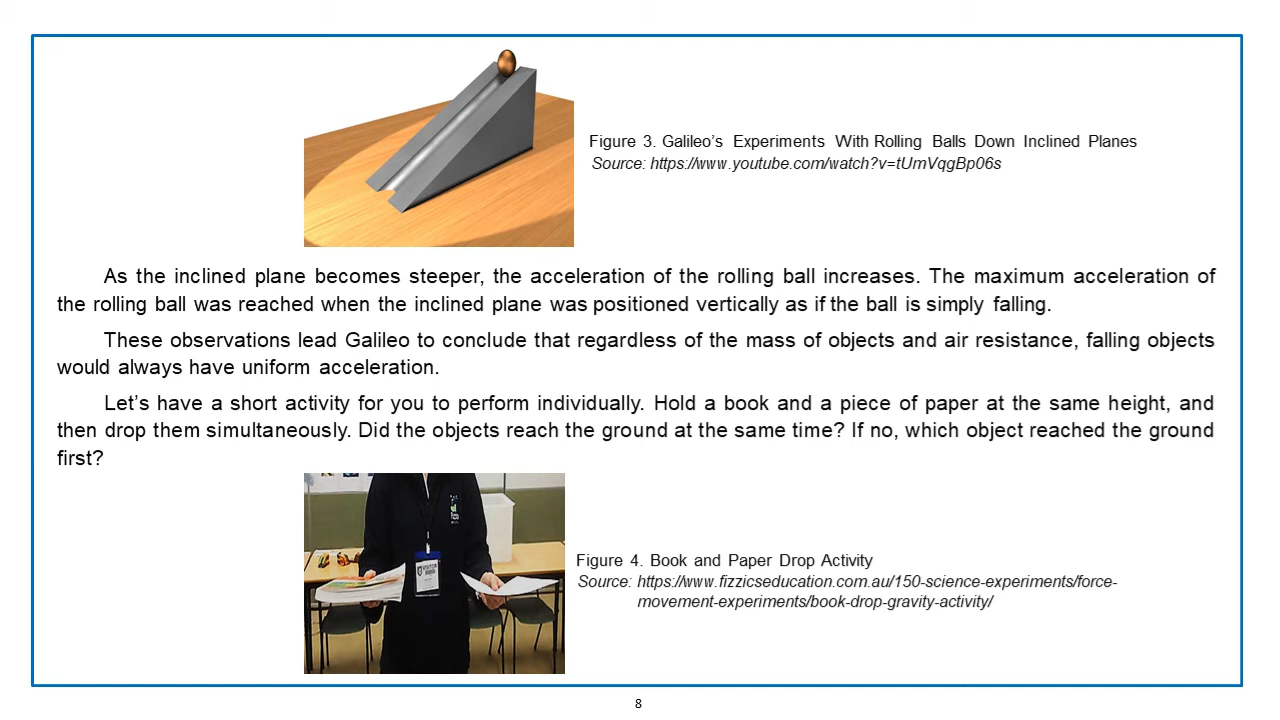 Figure 3. Galileo's Experiments With Rolling Balls Down Inclined Planes
Source: https://www.youtube.com/watch?v=tUmVqgBp06s
As the inclined plane becomes steeper, the acceleration of the rolling ball increases. The maximum acceleration of
the rolling ball was reached when the inclined plane was positioned vertically as if the ball is simply falling.
These observations lead Galileo to conclude that regardless of the mass of objects and air resistance, falling objects
would always have uniform acceleration.
Let's have a short activity for you to perform individually. Hold a book and a piece of paper at the same height, and
then drop them simultaneously. Did the objects reach the ground at the same time? If no, which object reached the ground
first?
VISITOR
Figure 4. Book and Paper Drop Activity
Source: https://www.fizzicseducation.com.au/150-science-experiments/force-
movement-experiments/book-drop-gravity-activity/
8